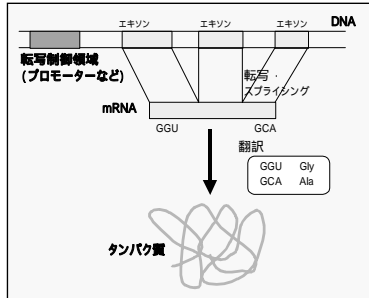 エキソン エキソン エキソン DNA
転写制御領域
(プロモーターなど)
転写・
スプライシング
mRNA
GGU GCA
翻訳
GGU Gly
GCA Ala
タンパク質